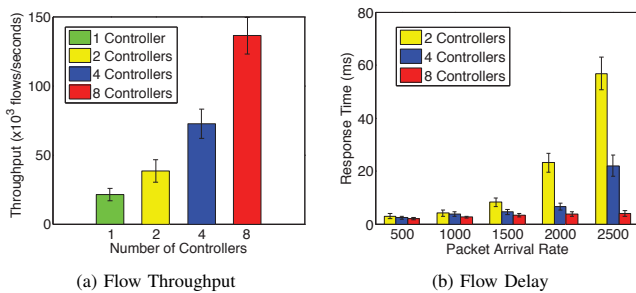 Throughput (x10³ flows/seconds)
150
100
50
0
1 Controller
2 Controllers
4 Controllers
8 Controllers
1 2 4 8
Number of Controllers
(a) Flow Throughput
Response Time (ms)
80
60
40
20
0
2 Controllers
4 Controllers
8 Controllers
500 1000 1500 2000 2500
Packet Arrival Rate
(b) Flow Delay